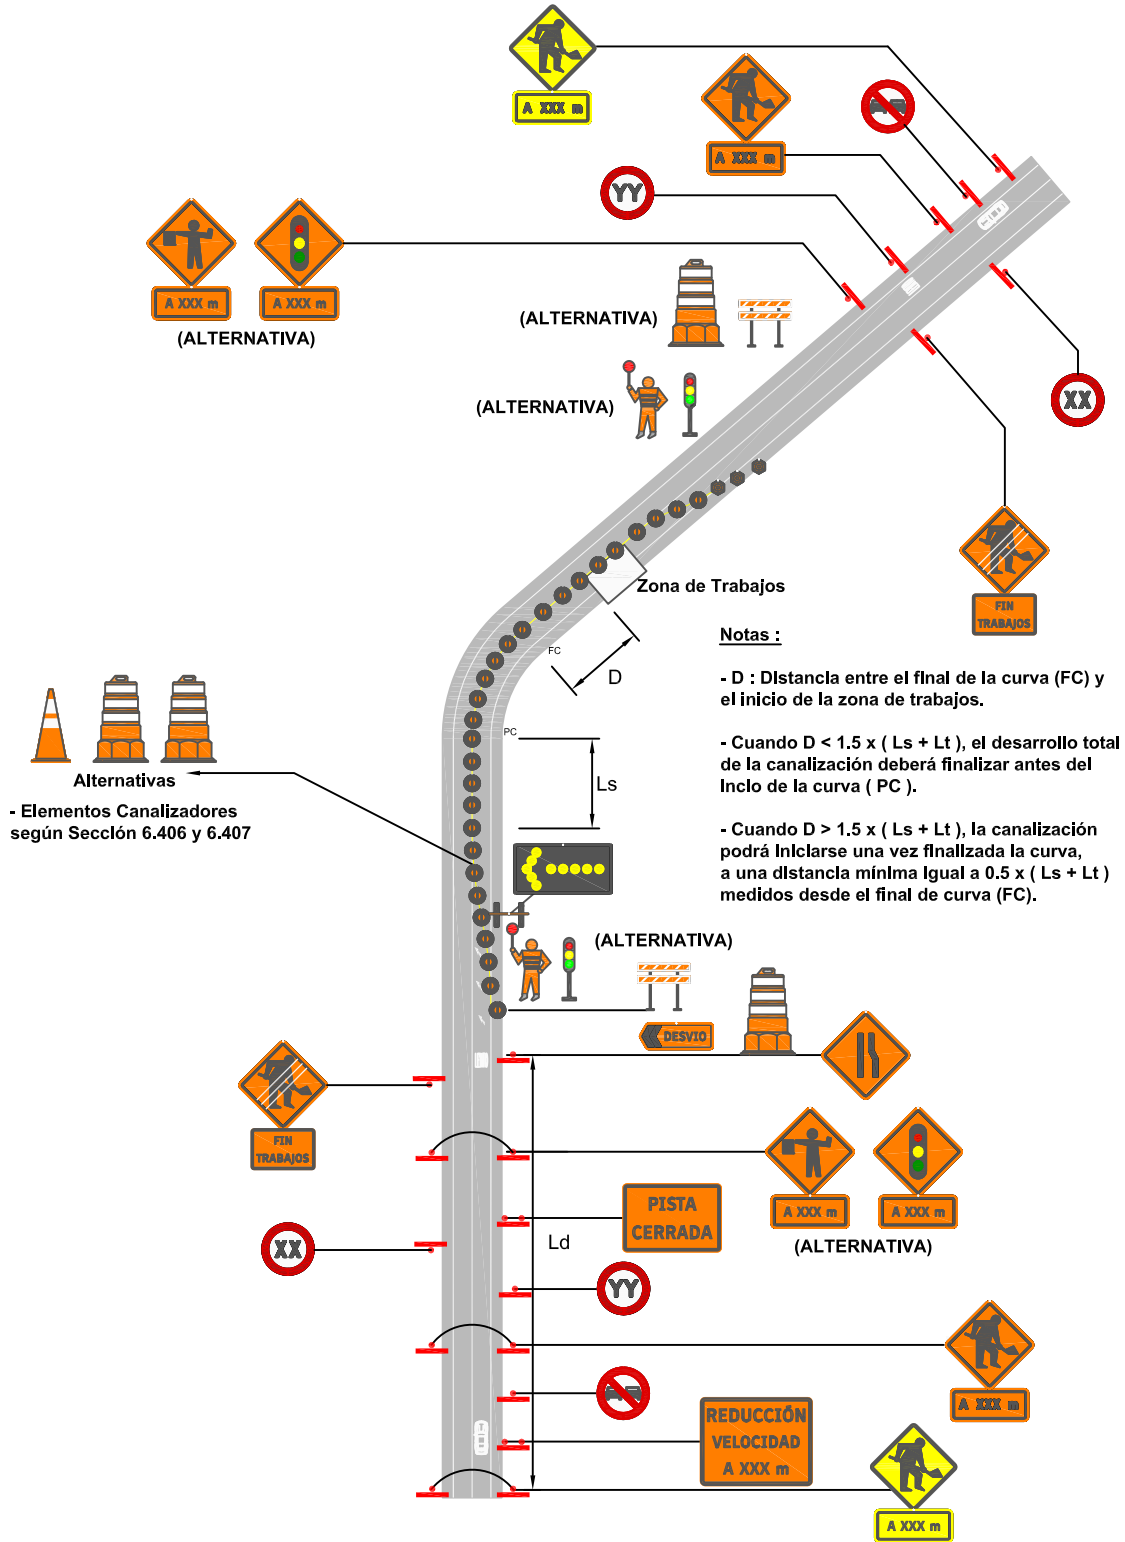 A XXX m
A XXX m
YY
A XXX m
A XXX m
(ALTERNATIVA)
(ALTERNATIVA)
(ALTERNATIVA)
XX
FIN
TRABAJOS
Zona de Trabajos
FC
D
PC
Ls
Notas :
- D : Distancia entre el final de la curva (FC) y
el inicio de la zona de trabajos.
- Cuando D < 1.5 x ( Ls + Lt ), el desarrollo total
de la canalización deberá finalizar antes del
Inclo de la curva ( PC ).
- Cuando D > 1.5 x ( Ls + Lt ), la canalización
podrá iniciarse una vez finalizada la curva,
a una distancia mínima igual a 0.5 x ( Ls + Lt )
medidos desde el final de curva (FC).
Alternativas
- Elementos Canalizadores
según Sección 6.406 y 6.407
(ALTERNATIVA)
DESVIO
FIN
TRABAJOS
A XXX m
A XXX m
(ALTERNATIVA)
PISTA
CERRADA
Ld
XX
YY
A XXX m
REDUCCIÓN
VELOCIDAD
A XXX m
A XXX m